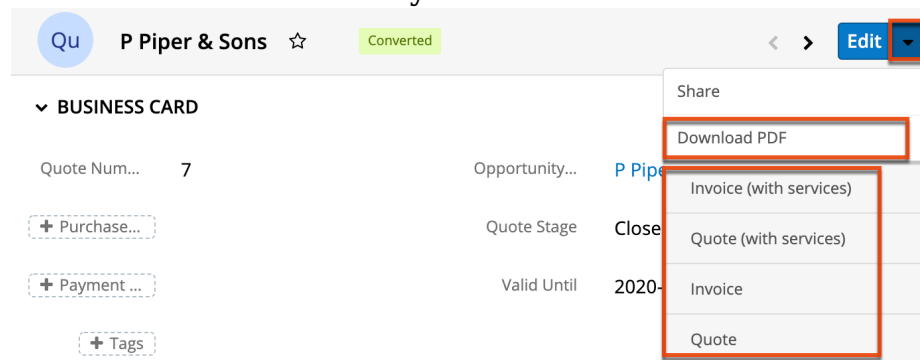 Qu P Piper & Sons Converted Edit
Share
BUSINESS CARD
Download PDF
Quote Num... 7 Opportunity... P Pipe
Invoice (with services)
+ Purchase... Quote Stage Close
Quote (with services)
+ Payment ... Valid Until 2020-
Invoice
+ Tags
Quote